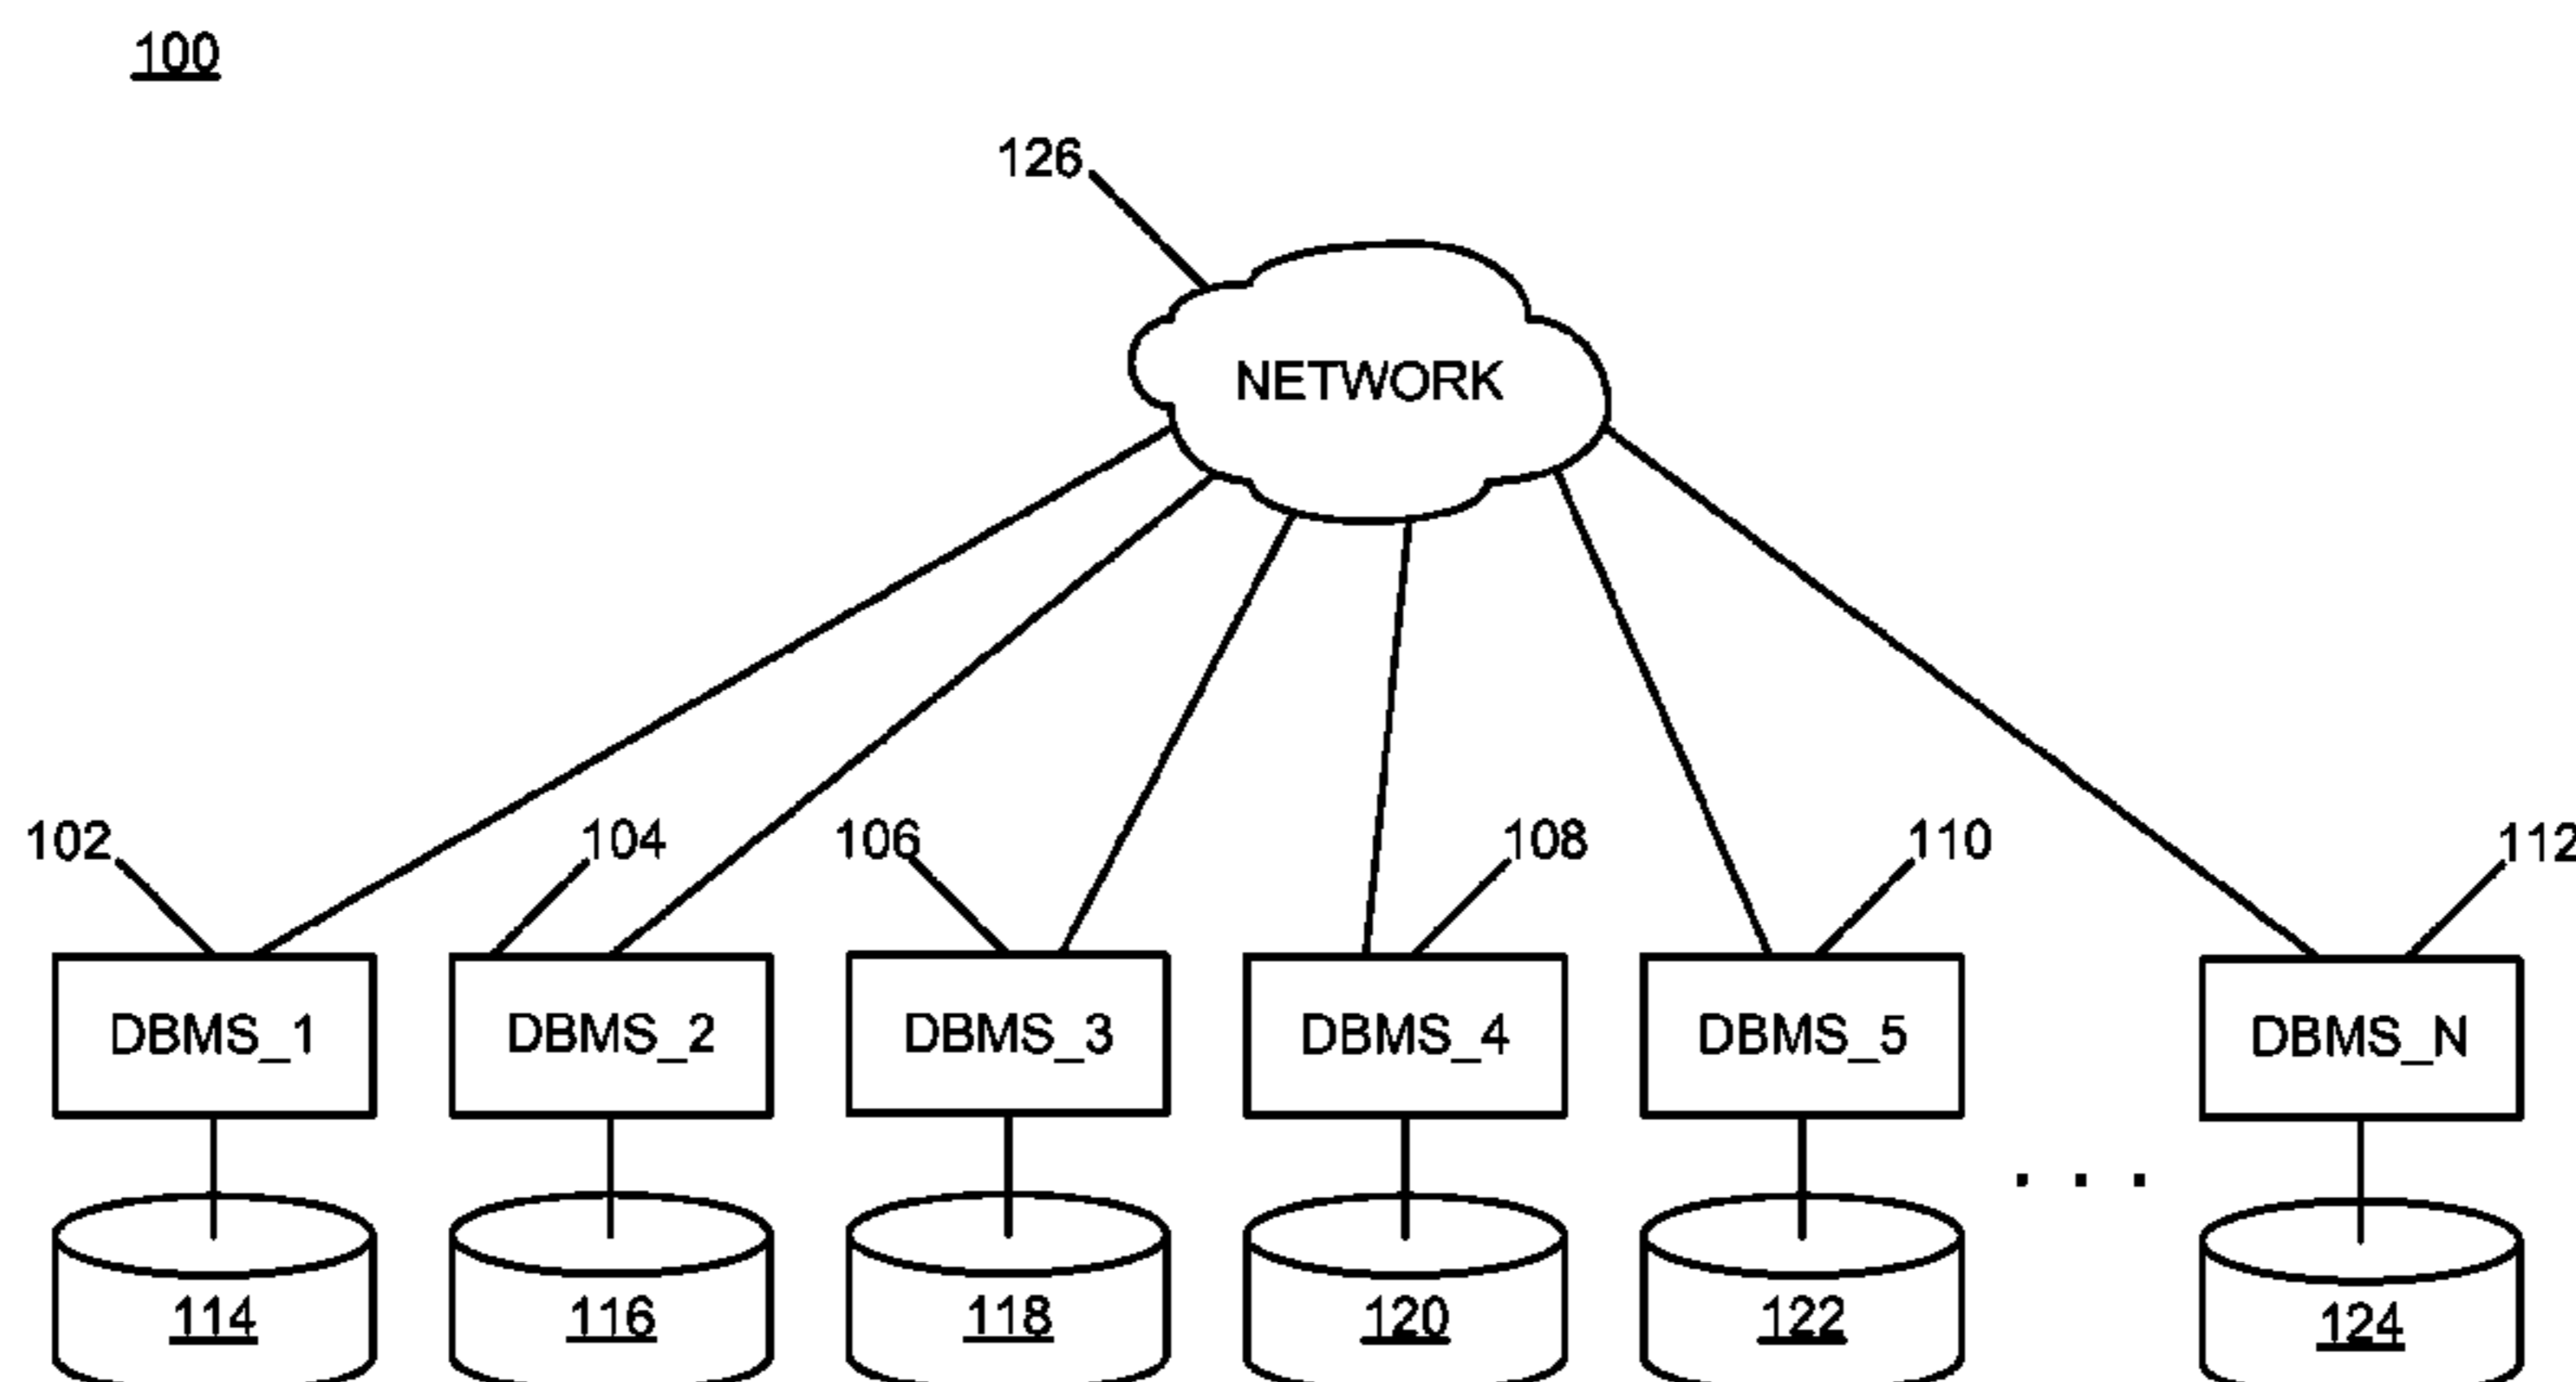 100
126
NETWORK
102 104 106 108 110 112
DBMS_1 DBMS_2 DBMS_3 DBMS_4 DBMS_5 DBMS_N
. . .
114 116 118 120 122 124